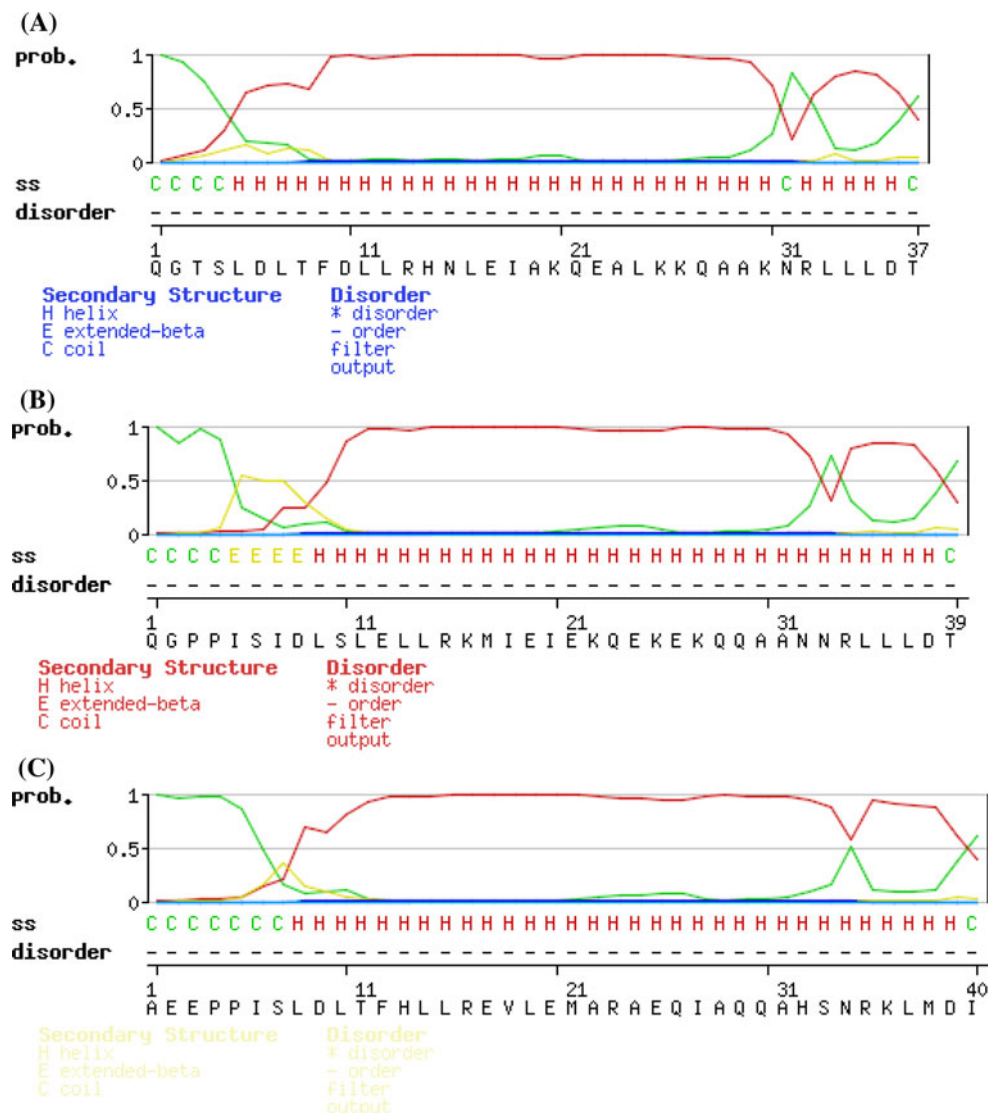 (A)
prob. 1
0.5
0
ss C C C C H H H H H H H H H H H H H H H H H H H H H H H H H H C H H H H H C
disorder - - - - - - - - - - - - - - - - - - - - - - - - - - - - - - - - - - - - -
1 11 21 31 37
Q G T S L D L T F D L L R H N L E I A K Q E A L K K Q A A K N R L L L D T
Secondary Structure Disorder
H helix * disorder
E extended-beta - order
C coil filter
output
(B)
prob. 1
0.5
0
ss C C C C E E E E H H H H H H H H H H H H H H H H H H H H H H H H H H H H H H C
disorder - - - - - - - - - - - - - - - - - - - - - - - - - - - - - - - - - - - - - - -
1 11 21 31 39
Q G P P I S I D L S L E L L R K M I E I E K Q E K E K Q Q A A N N R L L L D T
Secondary Structure Disorder
H helix * disorder
E extended-beta - order
C coil filter
output
(C)
prob. 1
0.5
0
ss C C C C C C C H H H H H H H H H H H H H H H H H H H H H H H H H H H H H H H H C
disorder - - - - - - - - - - - - - - - - - - - - - - - - - - - - - - - - - - - - - - - -
1 11 21 31 40
A E E P P I S L D L T F H L L R E V L E M A R A E Q I A Q Q A H S N R K L M D I
Secondary Structure Disorder
H helix * disorder
E extended-beta - order
C coil filter
output